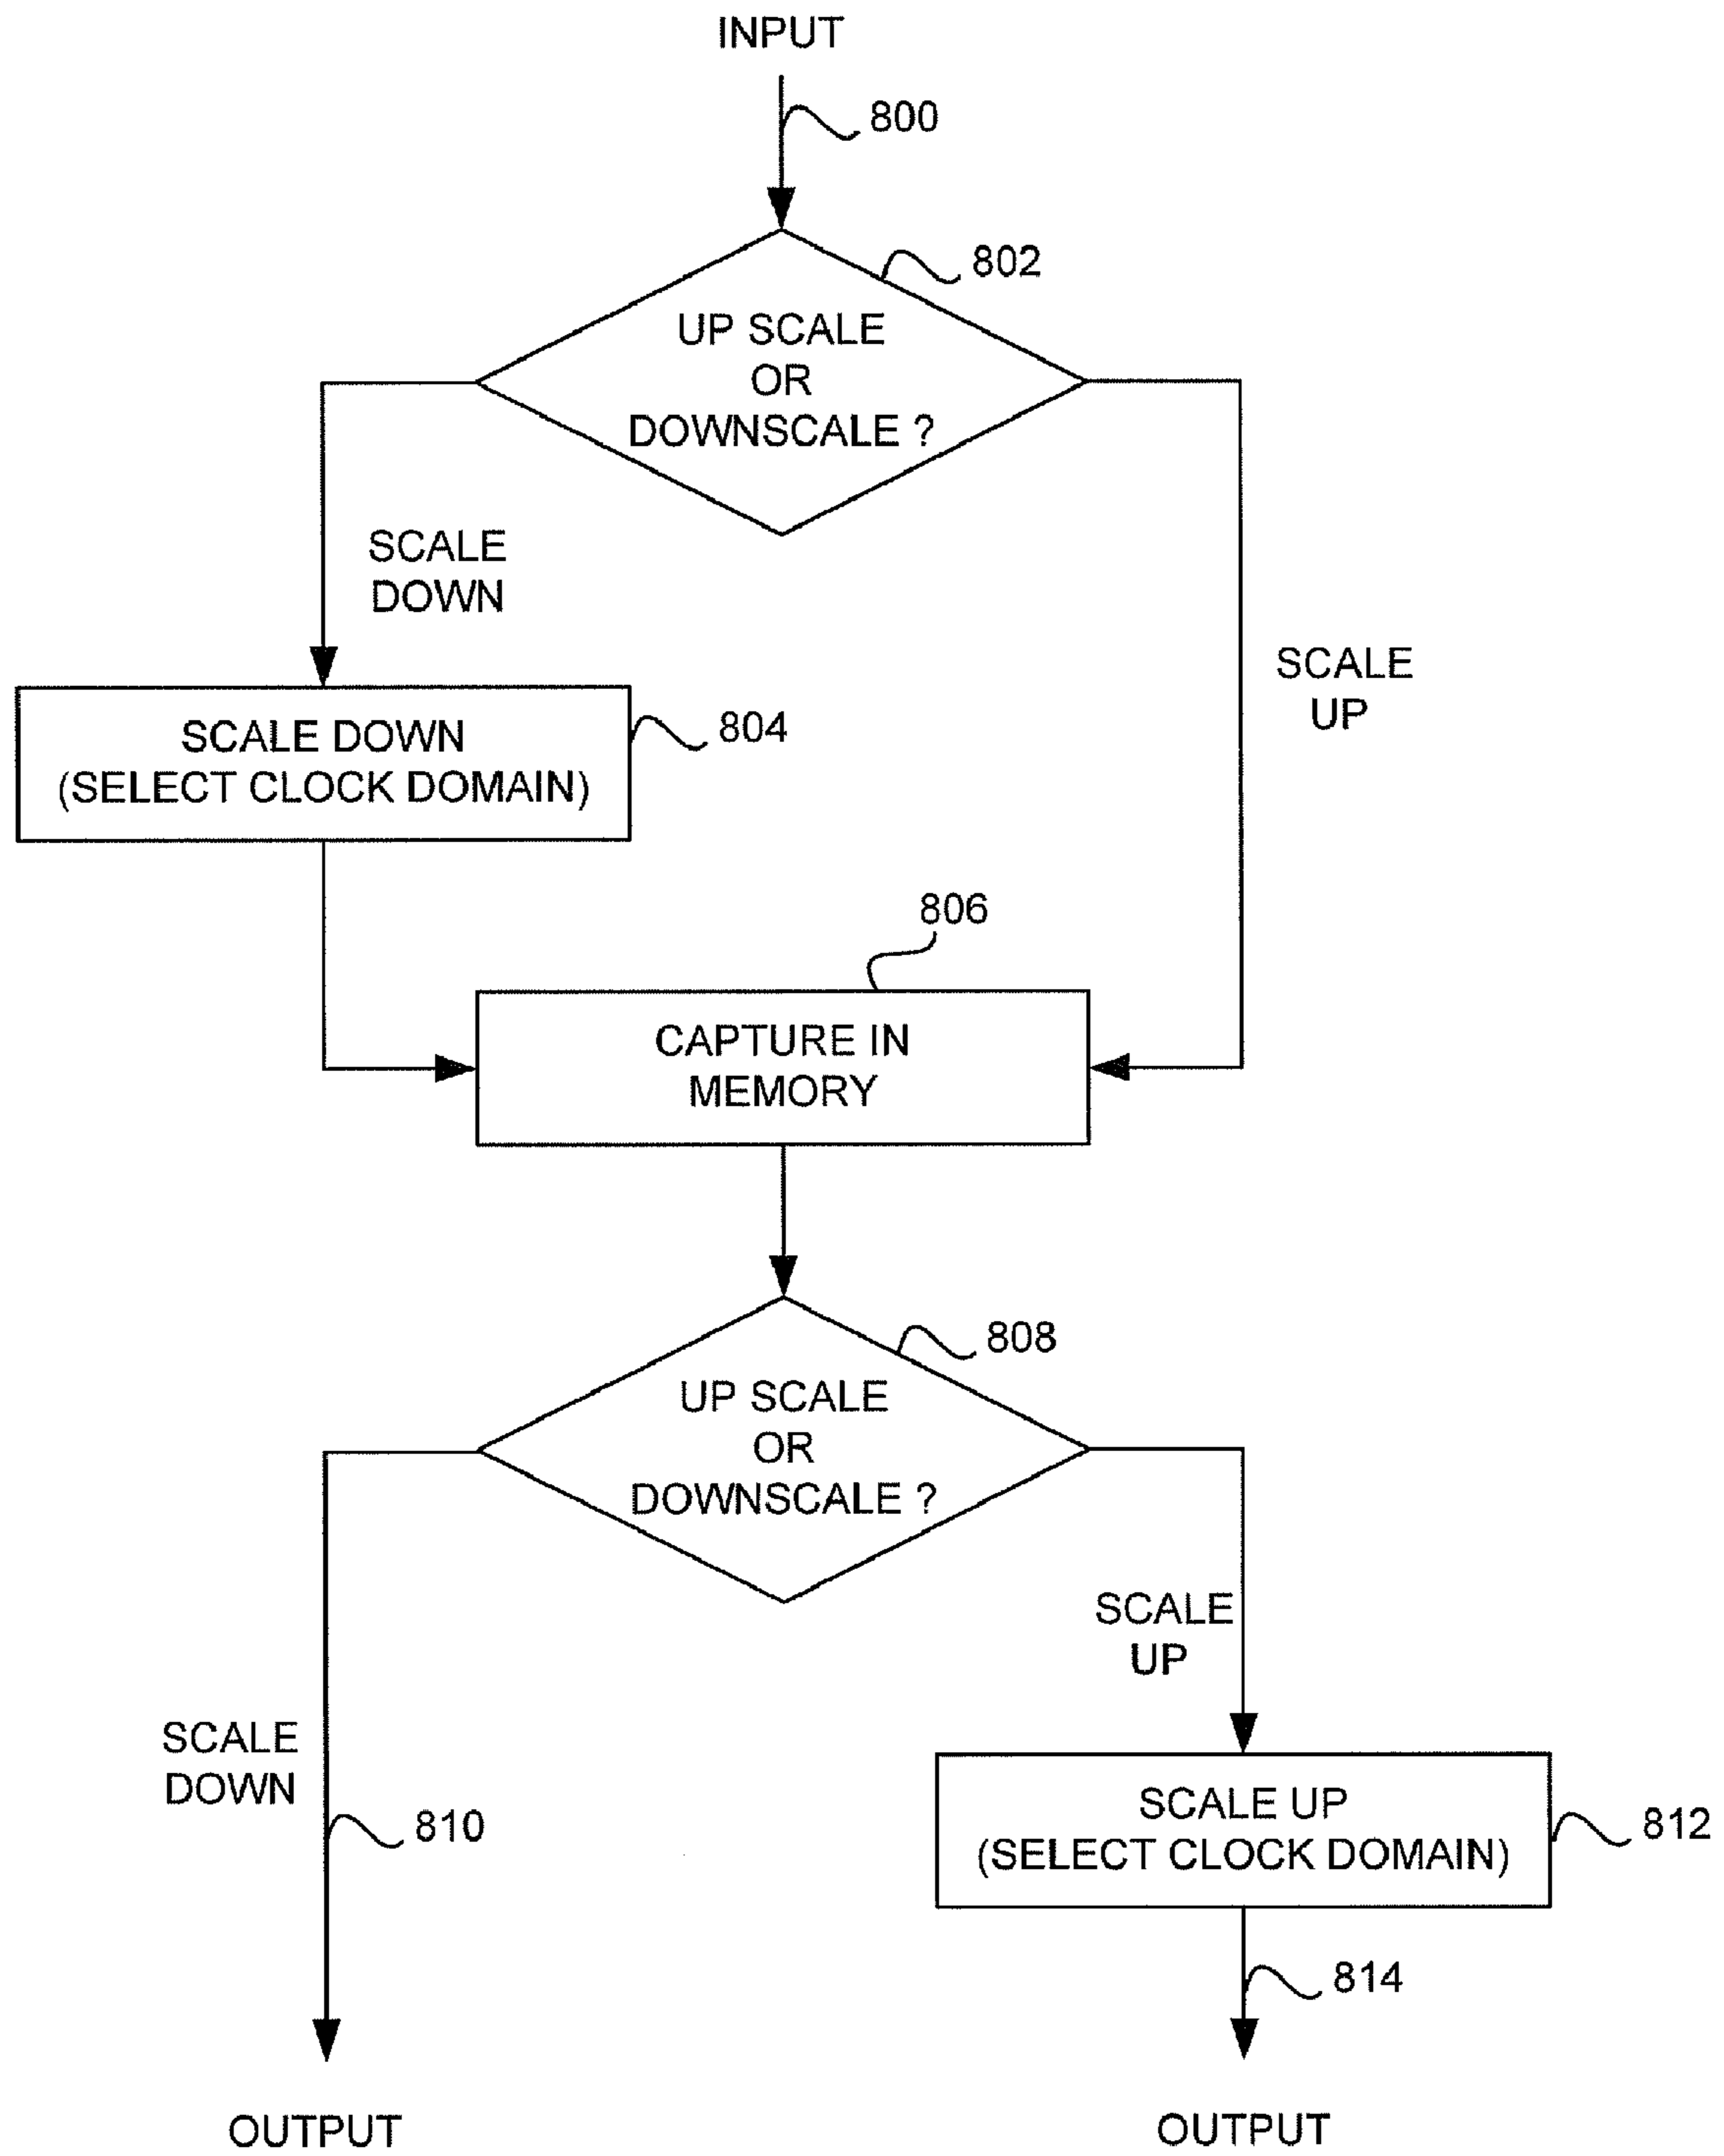 INPUT
800
802
UP SCALE
OR
DOWNSCALE ?
SCALE
DOWN
SCALE
UP
SCALE DOWN
(SELECT CLOCK DOMAIN)
804
806
CAPTURE IN
MEMORY
808
UP SCALE
OR
DOWNSCALE ?
SCALE
UP
SCALE
DOWN
810
SCALE UP
(SELECT CLOCK DOMAIN)
812
814
OUTPUT
OUTPUT